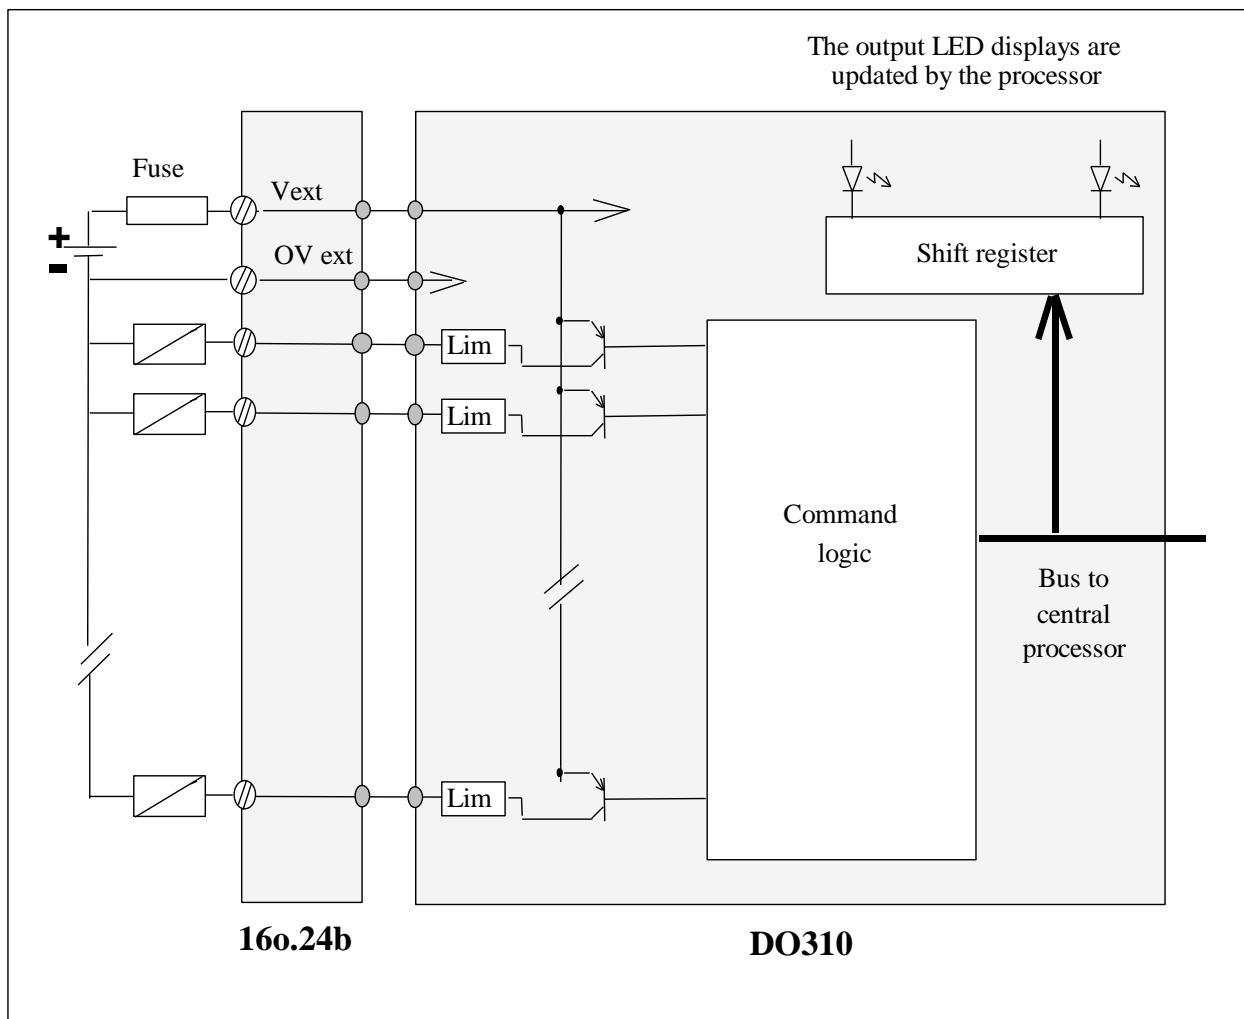 The output LED displays are
updated by the processor
Fuse
Vext
+
-
OV ext
Shift register
Lim
Lim
Command
logic
Bus to
central
processor
Lim
16o.24b
DO310